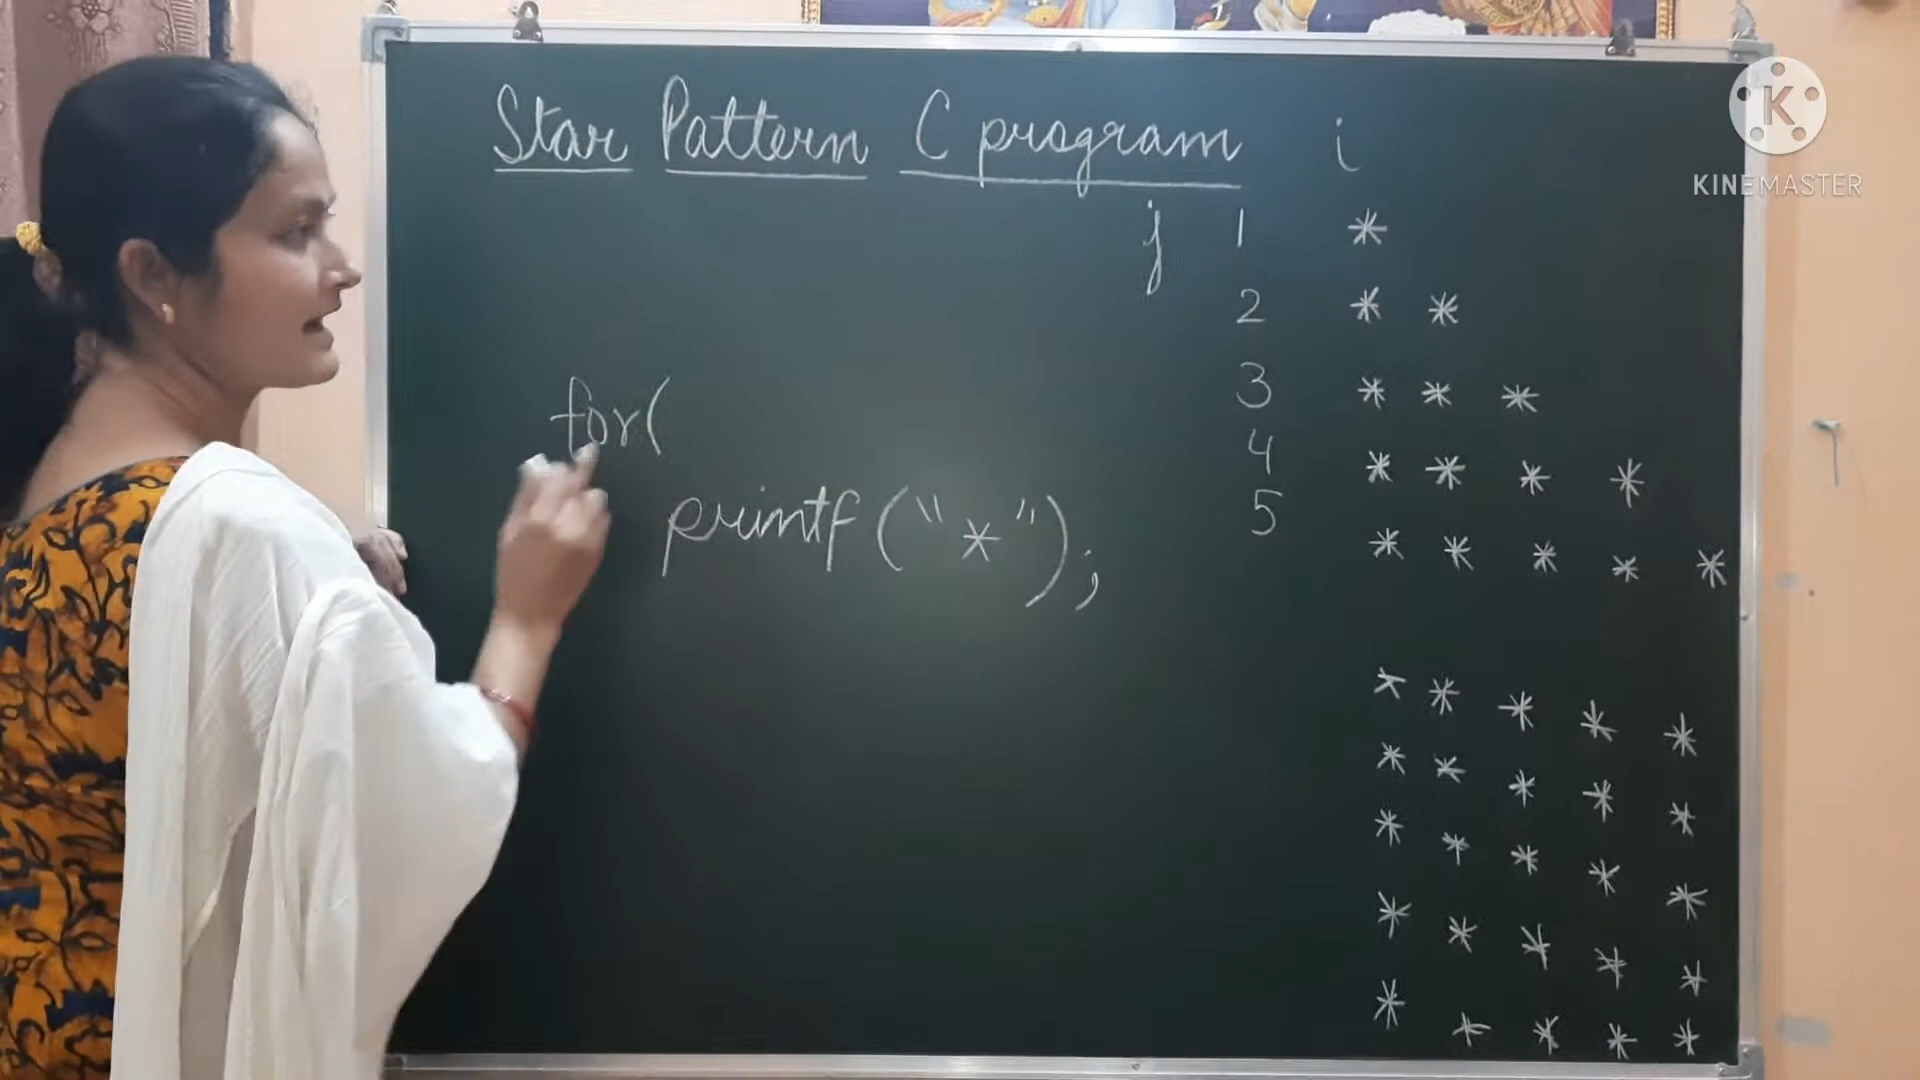 Star Pattern C program i
K
KINEMASTER
j 1 *
2 * *
3 * * *
4 * * * *
5 * * * * *
for(
printf("*");
* * * * *
* * * * *
* * * * *
* * * * *
* * * * *